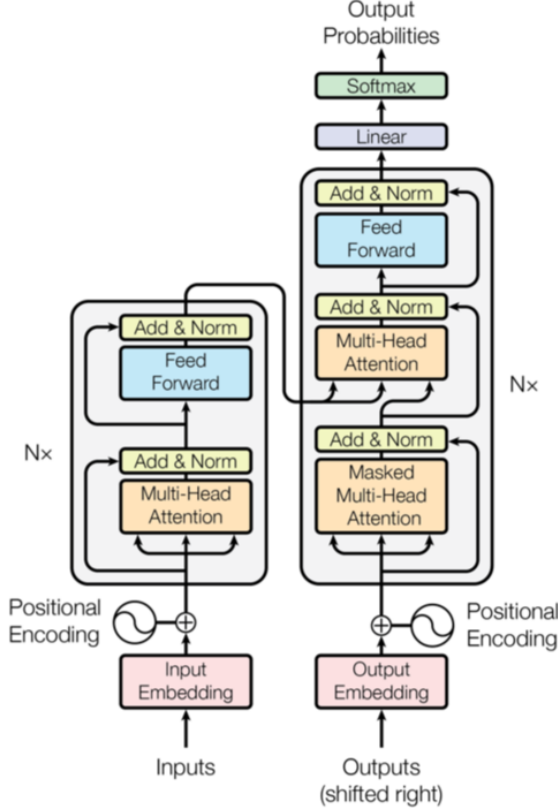 Output
Probabilities
Softmax
Linear
Add & Norm
Feed
Forward
Add & Norm
Multi-Head
Attention
Add & Norm
Masked
Multi-Head
Attention
N×
Add & Norm
Feed
Forward
Add & Norm
Multi-Head
Attention
N×
Positional
Encoding
Positional
Encoding
Input
Embedding
Output
Embedding
Inputs
Outputs
(shifted right)